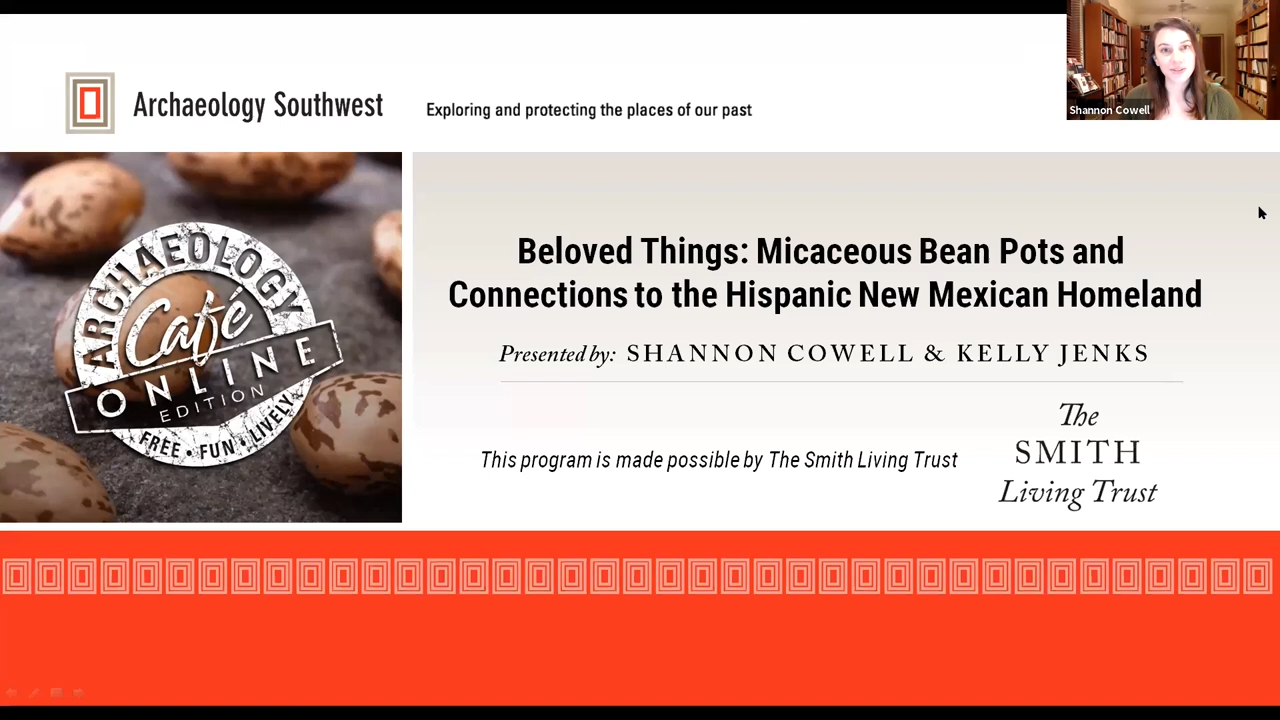 Shannon Cowell
Archaeology Southwest
Exploring and protecting the places of our past
ARCHAEOLOGY
Café
ONLINE
EDITION
FREE • FUN • LIVELY
Beloved Things: Micaceous Bean Pots and
Connections to the Hispanic New Mexican Homeland
Presented by: SHANNON COWELL & KELLY JENKS
This program is made possible by The Smith Living Trust
The
SMITH
Living Trust